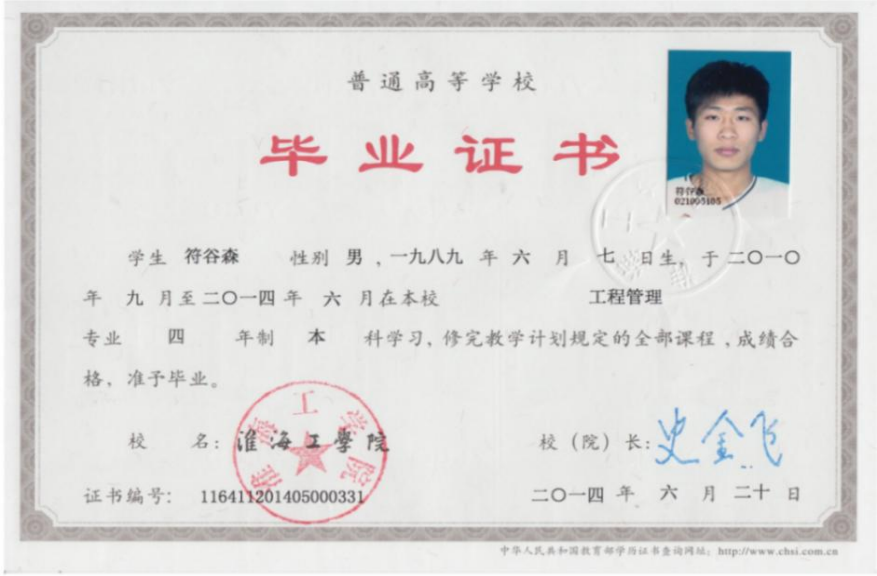 普通高等学校
毕业证书
符谷森
学生 符谷森 性别 男 ,一九八九 年 六 月 七 日生, 于 二〇一〇
年 九 月至 二〇一四 年 六 月在本校 工程管理
专业 四 年制 本 科学习, 修完教学计划规定的全部课程 ,成绩合
格, 准予毕业。
淮海工学院
校 名: 淮海工學院 校 (院) 长: 史金飞
证书编号: 116411201405000331 二〇一四 年 六 月 二十 日
中华人民共和国教育部学历证书查询网址: http://www.chsi.com.cn